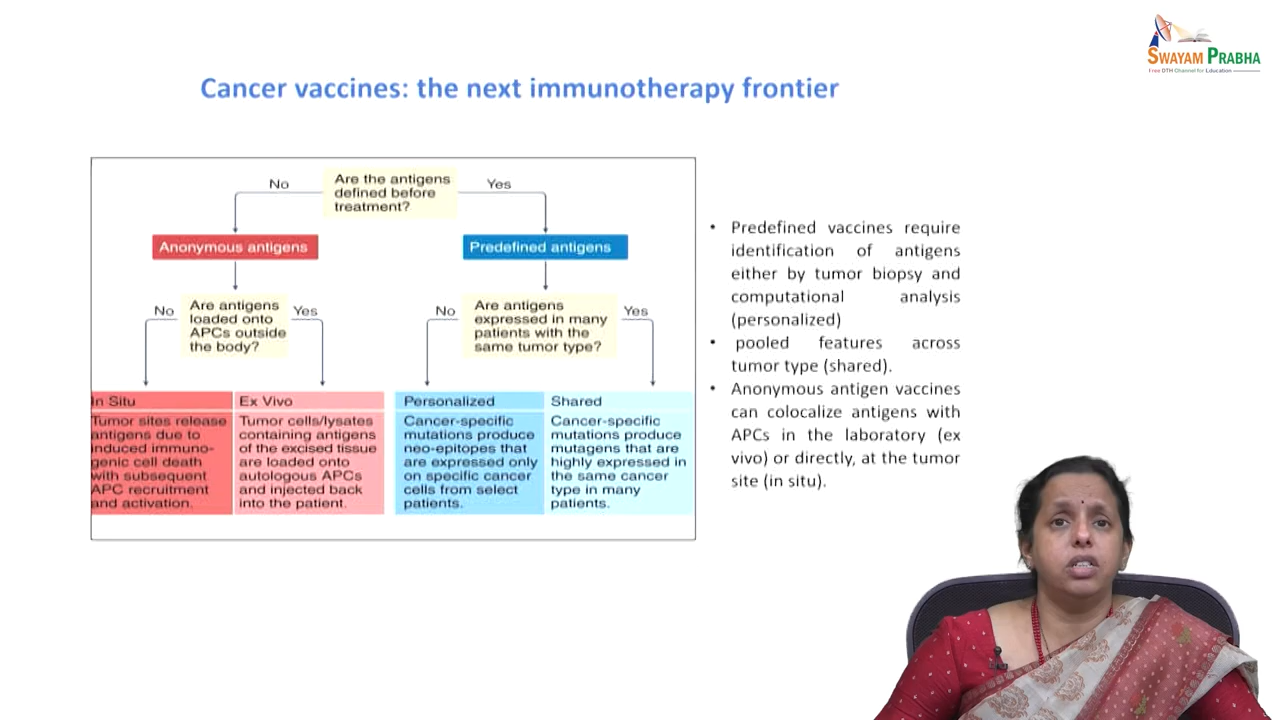 SWAYAM PRABHA
Free DTH Channel for Education
Cancer vaccines: the next immunotherapy frontier
Are the antigens
defined before
treatment?
No
Yes
Anonymous antigens
Predefined antigens
No
Are antigens
loaded onto
APCs outside
the body?
Yes
No
Are antigens
expressed in many
patients with the
same tumor type?
Yes
In Situ
Tumor sites release
antigens due to
induced immuno-
genic cell death
with subsequent
APC recruitment
and activation.
Ex Vivo
Tumor cells/lysates
containing antigens
of the excised tissue
are loaded onto
autologous APCs
and injected back
into the patient.
Personalized
Cancer-specific
mutations produce
neo-epitopes that
are expressed only
on specific cancer
cells from select
patients.
Shared
Cancer-specific
mutations produce
mutagens that are
highly expressed in
the same cancer
type in many
patients.
• Predefined vaccines require
identification of antigens
either by tumor biopsy and
computational analysis
(personalized)
• pooled features across
tumor type (shared).
• Anonymous antigen vaccines
can colocalize antigens with
APCs in the laboratory (ex
vivo) or directly, at the tumor
site (in situ).